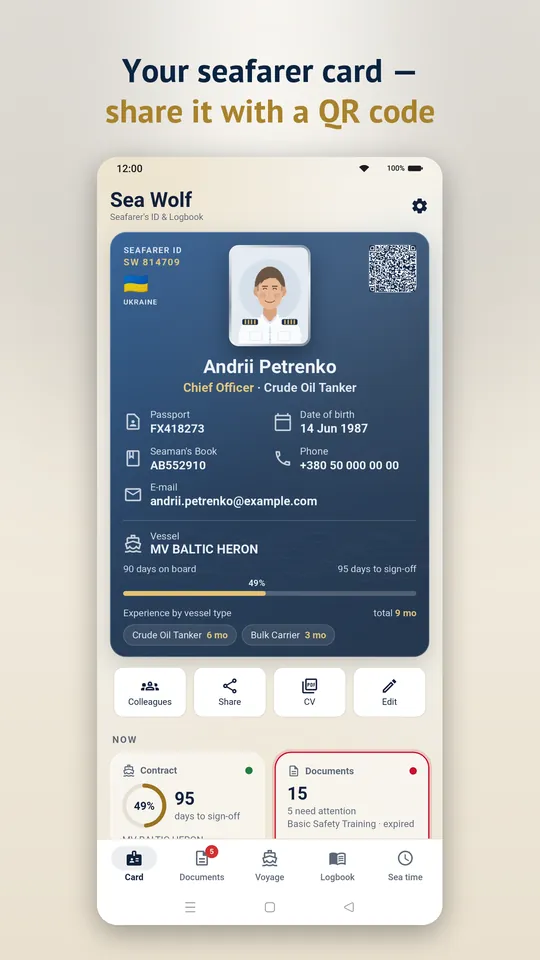 Your seafarer card —
share it with a QR code
12:00
100%
Sea Wolf
Seafarer's ID & Logbook
SEAFARER ID
SW 814709
UKRAINE
Andrii Petrenko
Chief Officer · Crude Oil Tanker
Passport
FX418273
Date of birth
14 Jun 1987
Seaman's Book
AB552910
Phone
+380 50 000 00 00
E-mail
andrii.petrenko@example.com
Vessel
MV BALTIC HERON
90 days on board
95 days to sign-off
49%
Experience by vessel type
total 9 mo
Crude Oil Tanker 6 mo
Bulk Carrier 3 mo
Colleagues
Share
PDF
CV
Edit
NOW
Contract
49%
95
days to sign-off
MV BALTIC HERON
Documents
15
5 need attention
Basic Safety Training · expired
Card
5
Documents
Voyage
Logbook
Sea time